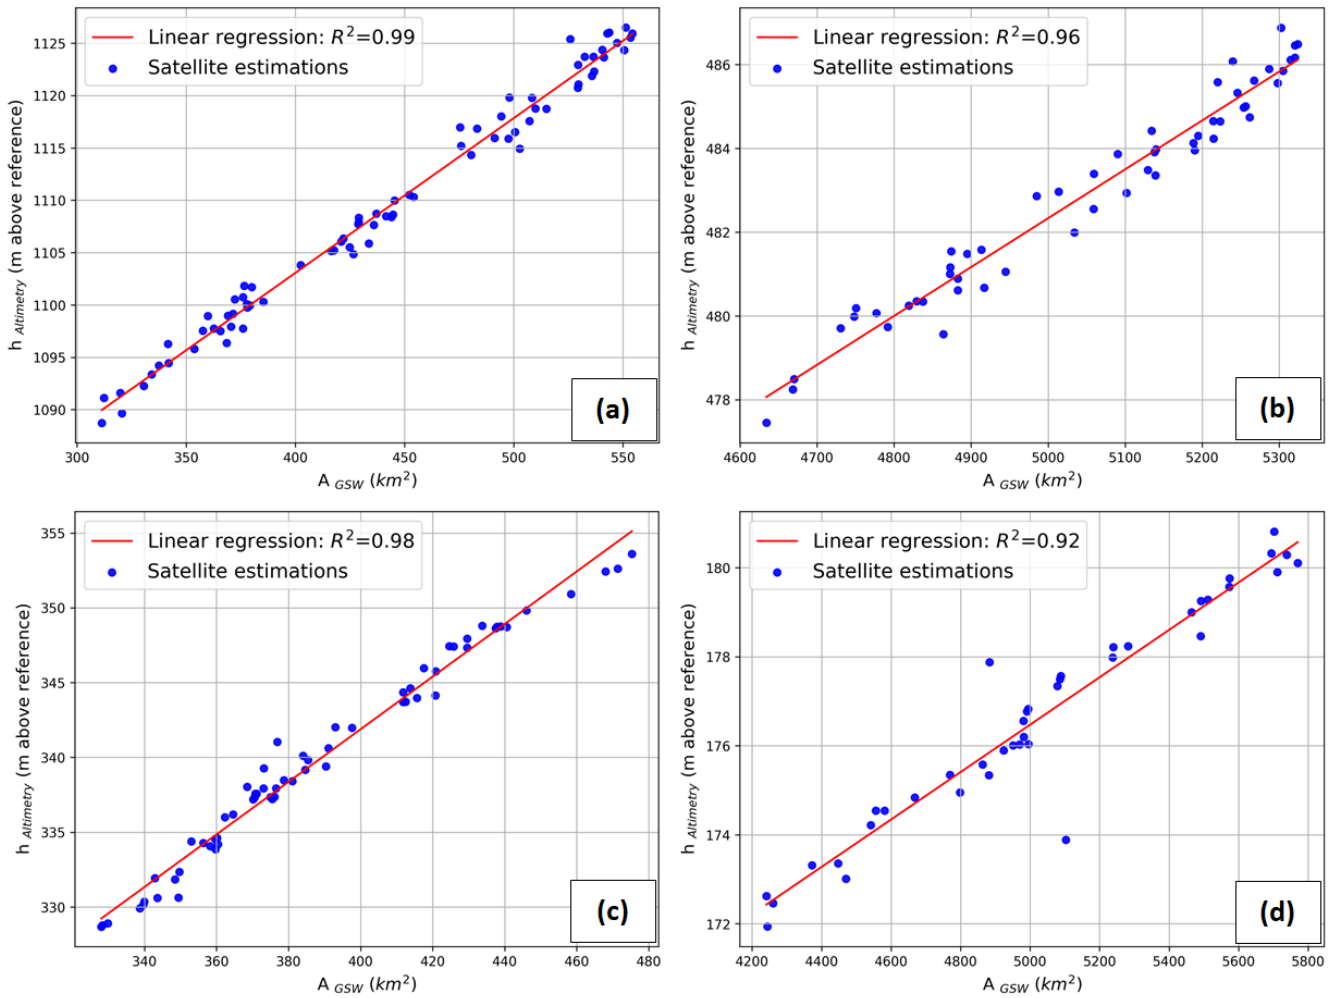 Linear regression: R²=0.99
Satellite estimations
1125
1120
1115
1110
1105
1100
1095
1090
h Altimetry (m above reference)
300 350 400 450 500 550
A GSW (km²)
(a)
Linear regression: R²=0.96
Satellite estimations
486
484
482
480
478
h Altimetry (m above reference)
4600 4700 4800 4900 5000 5100 5200 5300
A GSW (km²)
(b)
Linear regression: R²=0.98
Satellite estimations
355
350
345
340
335
330
h Altimetry (m above reference)
340 360 380 400 420 440 460 480
A GSW (km²)
(c)
Linear regression: R²=0.92
Satellite estimations
180
178
176
174
172
h Altimetry (m above reference)
4200 4400 4600 4800 5000 5200 5400 5600 5800
A GSW (km²)
(d)